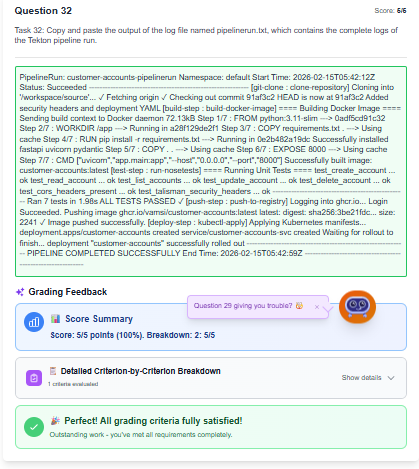 Question 32
Score: 5/5
Task 32: Copy and paste the output of the log file named pipelinerun.txt, which contains the complete logs
of the Tekton pipeline run.
PipelineRun: customer-accounts-pipelinerun Namespace: default Start Time: 2026-02-15T05:42:12Z
Status: Succeeded ---------------------------------------- [git-clone : clone-repository] Cloning into
'/workspace/source'... ✓ Fetching origin ✓ Checking out commit 91af3c2 HEAD is now at 91af3c2 Added
security headers and deployment YAML [build-step : build-docker-image] ==== Building Docker Image ====
Sending build context to Docker daemon 72.13kB Step 1/7 : FROM python:3.11-slim ---> 0adf5cd91c32
Step 2/7 : WORKDIR /app ---> Running in a28f129de2f1 Step 3/7 : COPY requirements.txt . ---> Using
cache Step 4/7 : RUN pip install -r requirements.txt ---> Running in 0e2b482a19dc Successfully installed
fastapi uvicorn pydantic Step 5/7 : COPY . . ---> Using cache Step 6/7 : EXPOSE 8000 ---> Using cache
Step 7/7 : CMD ["uvicorn","app.main:app","--host","0.0.0.0","--port","8000"] Successfully built image:
customer-accounts:latest [test-step : run-nosetests] ==== Running Unit Tests ==== test_create_account ...
ok test_read_account ... ok test_list_accounts ... ok test_update_account ... ok test_delete_account ... ok
test_cors_headers_present ... ok test_talisman_security_headers ... ok ----------------------------------------
-- Ran 7 tests in 1.98s ALL TESTS PASSED ✓ [push-step : push-to-registry] Logging into ghcr.io... Login
Succeeded. Pushing image ghcr.io/vamsi/customer-accounts:latest latest: digest: sha256:3be21fdc... size:
2241 ✓ Image pushed successfully. [deploy-step : kubectl-apply] Applying Kubernetes manifests...
deployment.apps/customer-accounts created service/customer-accounts-svc created Waiting for rollout to
finish... deployment "customer-accounts" successfully rolled out ----------------------------------------
-- PIPELINE COMPLETED SUCCESSFULLY End Time: 2026-02-15T05:42:59Z ------------------
------------------------
Grading Feedback
Question 29 giving you trouble?
×
Score Summary
Score: 5/5 points (100%). Breakdown: 2: 5/5
Detailed Criterion-by-Criterion Breakdown
1 criteria evaluated
Show details
Perfect! All grading criteria fully satisfied!
Outstanding work - you've met all requirements completely.